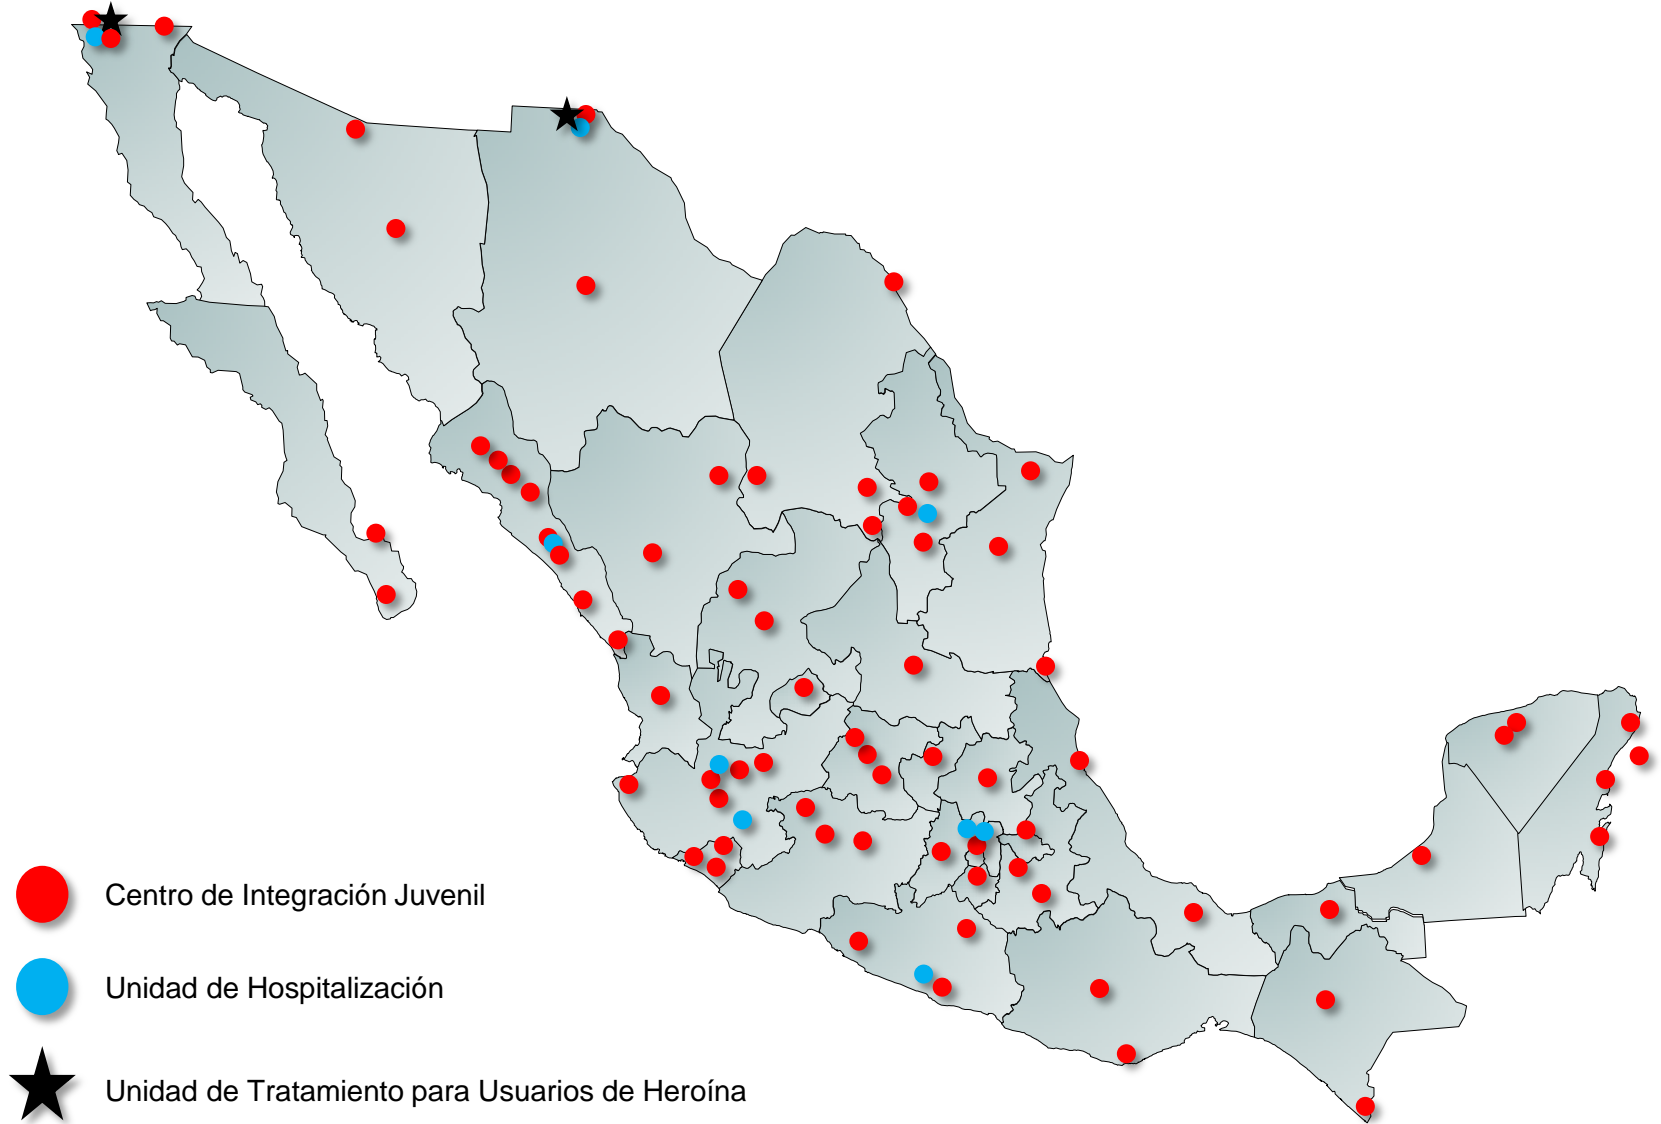 Centro de Integración Juvenil
Unidad de Hospitalización
Unidad de Tratamiento para Usuarios de Heroína